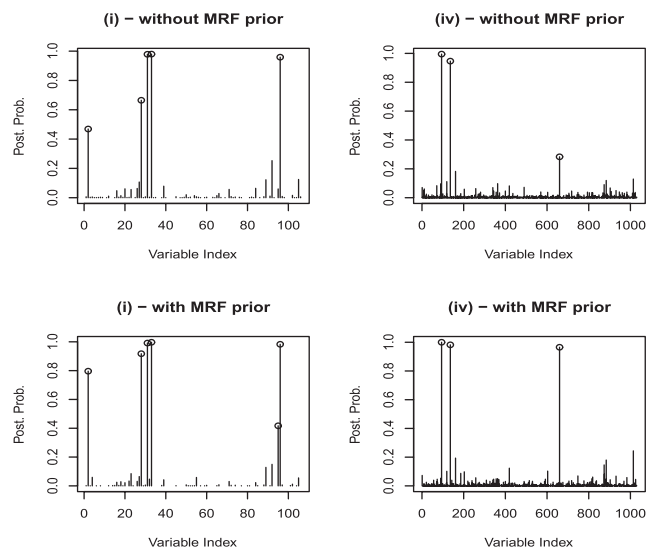 (i) − without MRF prior
Post. Prob.
0.0 0.2 0.4 0.6 0.8 1.0
0 20 40 60 80 100
Variable Index
(iv) − without MRF prior
Post. Prob.
0.0 0.2 0.4 0.6 0.8 1.0
0 200 400 600 800 1000
Variable Index
(i) − with MRF prior
Post. Prob.
0.0 0.2 0.4 0.6 0.8 1.0
0 20 40 60 80 100
Variable Index
(iv) − with MRF prior
Post. Prob.
0.0 0.2 0.4 0.6 0.8 1.0
0 200 400 600 800 1000
Variable Index